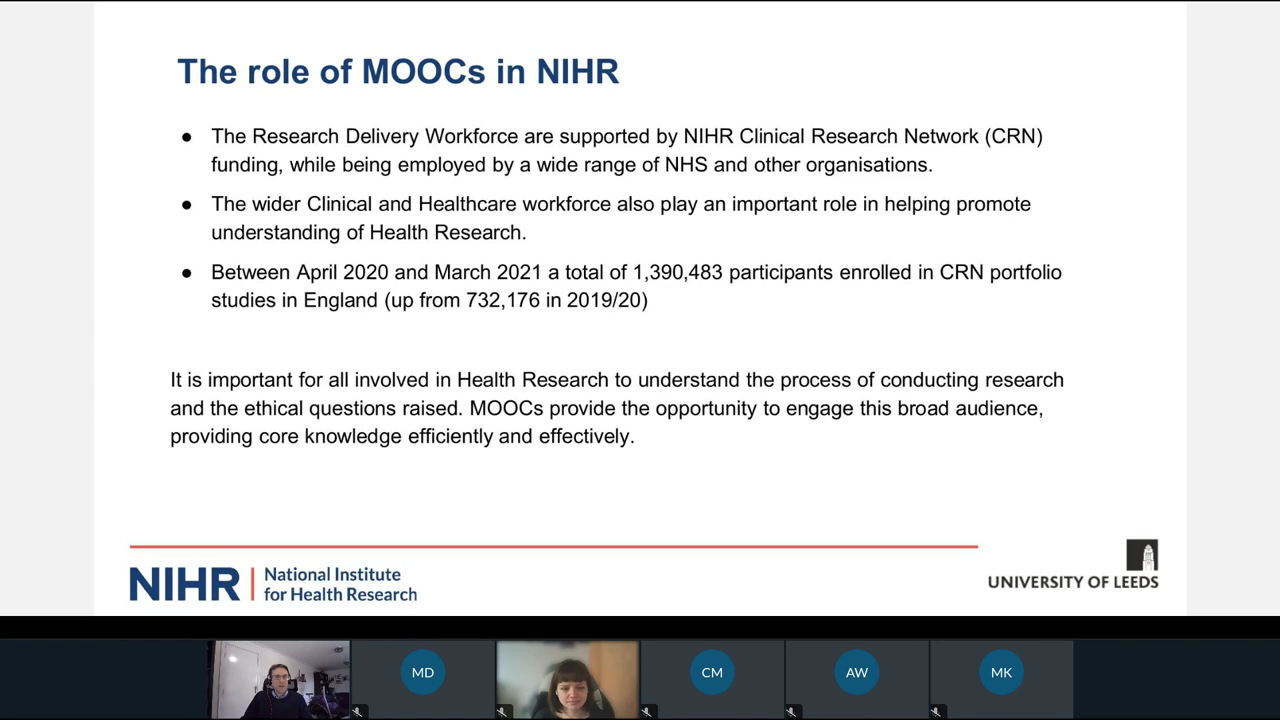 The role of MOOCs in NIHR
● The Research Delivery Workforce are supported by NIHR Clinical Research Network (CRN)
funding, while being employed by a wide range of NHS and other organisations.
● The wider Clinical and Healthcare workforce also play an important role in helping promote
understanding of Health Research.
● Between April 2020 and March 2021 a total of 1,390,483 participants enrolled in CRN portfolio
studies in England (up from 732,176 in 2019/20)
It is important for all involved in Health Research to understand the process of conducting research
and the ethical questions raised. MOOCs provide the opportunity to engage this broad audience,
providing core knowledge efficiently and effectively.
NIHR
National Institute
for Health Research
UNIVERSITY OF LEEDS
MD
CM
AW
MK